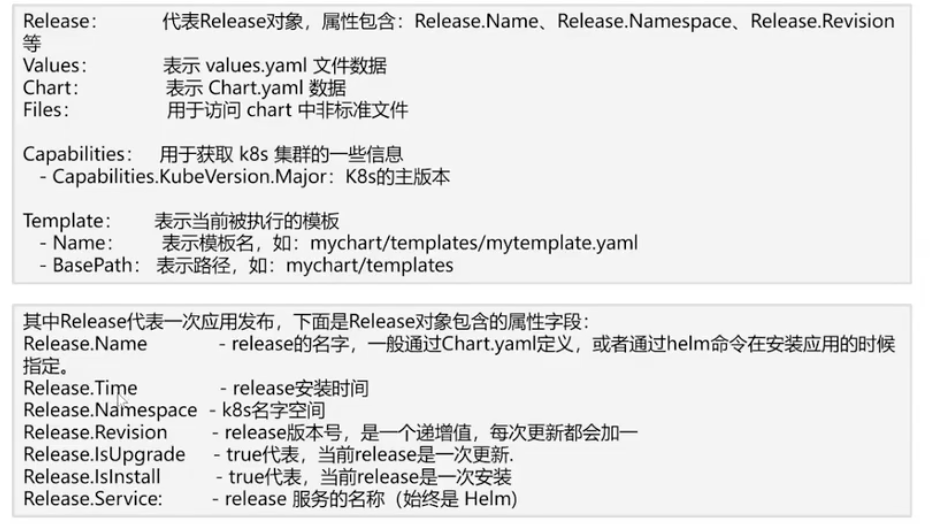 Release：	代表Release对象，属性包含：Release.Name、Release.Namespace、Release.Revision
等
Values：	表示 values.yaml 文件数据
Chart：	表示 Chart.yaml 数据
Files：	用于访问 chart 中非标准文件
Capabilities：	用于获取 k8s 集群的一些信息
- Capabilities.KubeVersion.Major：K8s的主版本
Template：	表示当前被执行的模板
- Name：	表示模板名，如：mychart/templates/mytemplate.yaml
- BasePath：	表示路径，如：mychart/templates
其中Release代表一次应用发布，下面是Release对象包含的属性字段：
Release.Name	- release的名字，一般通过Chart.yaml定义，或者通过helm命令在安装应用的时候
指定。
Release.Time	- release安装时间
Release.Namespace	- k8s名字空间
Release.Revision	- release版本号，是一个递增值，每次更新都会加一
Release.IsUpgrade	- true代表，当前release是一次更新.
Release.IsInstall	- true代表，当前release是一次安装
Release.Service:	- release 服务的名称（始终是 Helm)